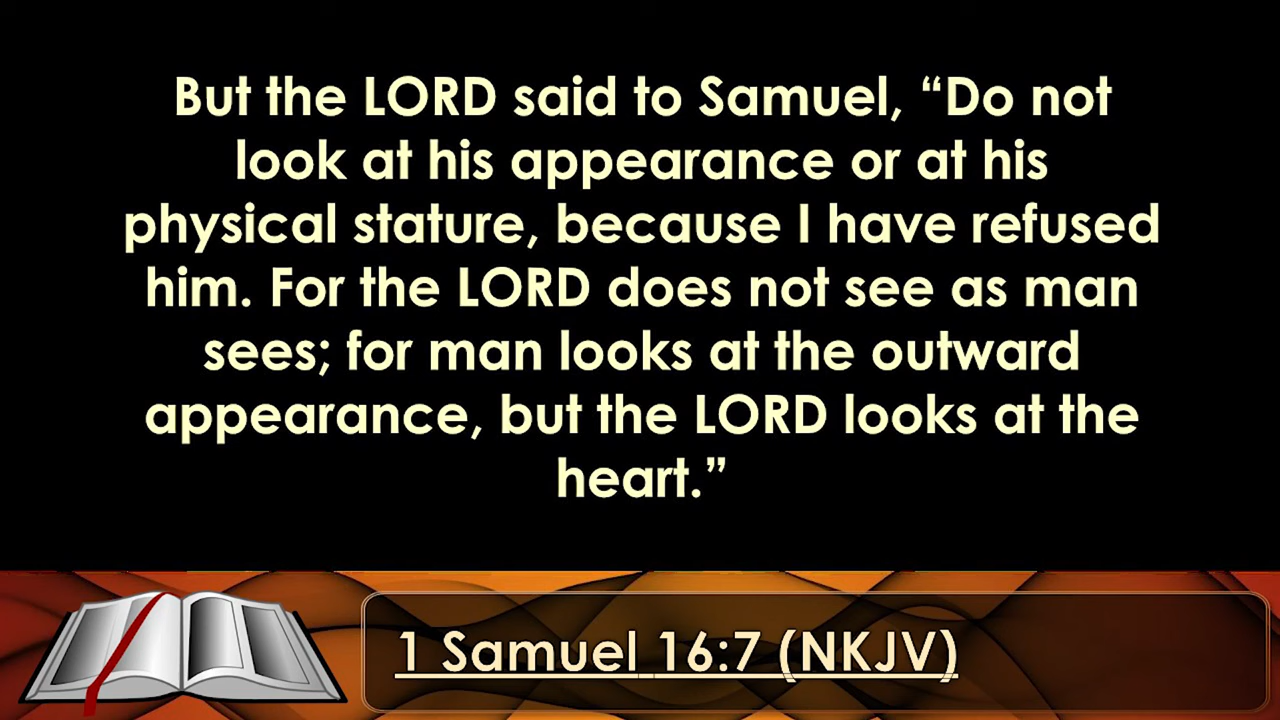 But the LORD said to Samuel, “Do not
look at his appearance or at his
physical stature, because I have refused
him. For the LORD does not see as man
sees; for man looks at the outward
appearance, but the LORD looks at the
heart.”
1 Samuel 16:7 (NKJV)